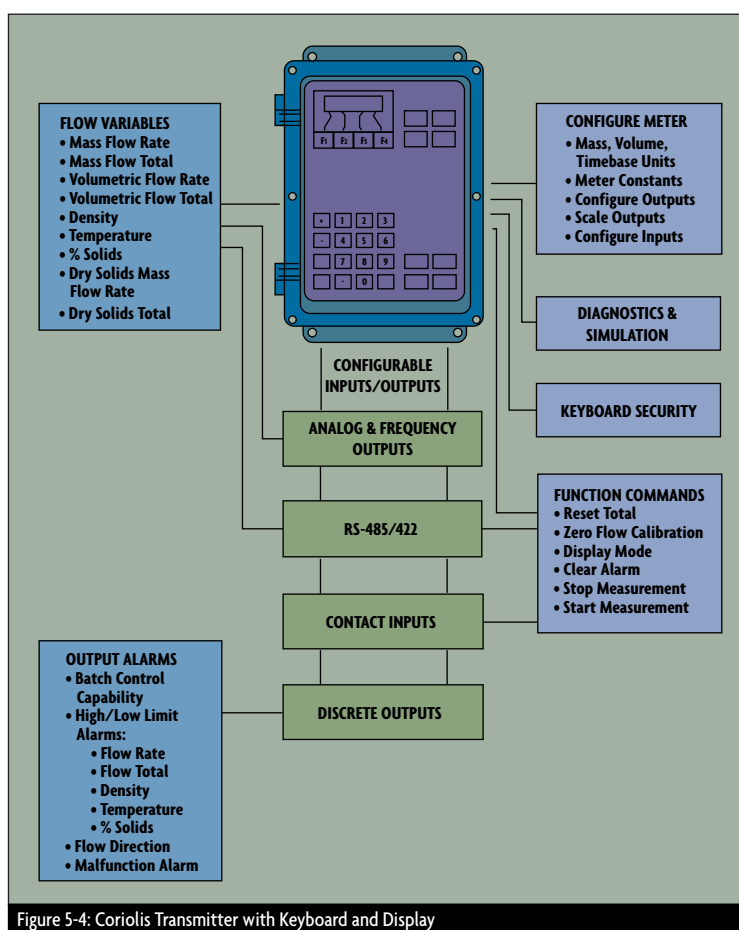 FLOW VARIABLES
• Mass Flow Rate
• Mass Flow Total
• Volumetric Flow Rate
• Volumetric Flow Total
• Density
• Temperature
• % Solids
• Dry Solids Mass
Flow Rate
• Dry Solids Total
F1 F2 F3 F4
+ 1 2 3
- 4 5 6
7 8 9
· 0
CONFIGURE METER
• Mass, Volume,
Timebase Units
• Meter Constants
• Configure Outputs
• Scale Outputs
• Configure Inputs
DIAGNOSTICS &
SIMULATION
KEYBOARD SECURITY
CONFIGURABLE
INPUTS/OUTPUTS
ANALOG & FREQUENCY
OUTPUTS
RS-485/422
CONTACT INPUTS
DISCRETE OUTPUTS
FUNCTION COMMANDS
• Reset Total
• Zero Flow Calibration
• Display Mode
• Clear Alarm
• Stop Measurement
• Start Measurement
OUTPUT ALARMS
• Batch Control
Capability
• High/Low Limit
Alarms:
• Flow Rate
• Flow Total
• Density
• Temperature
• % Solids
• Flow Direction
• Malfunction Alarm
Figure 5-4: Coriolis Transmitter with Keyboard and Display